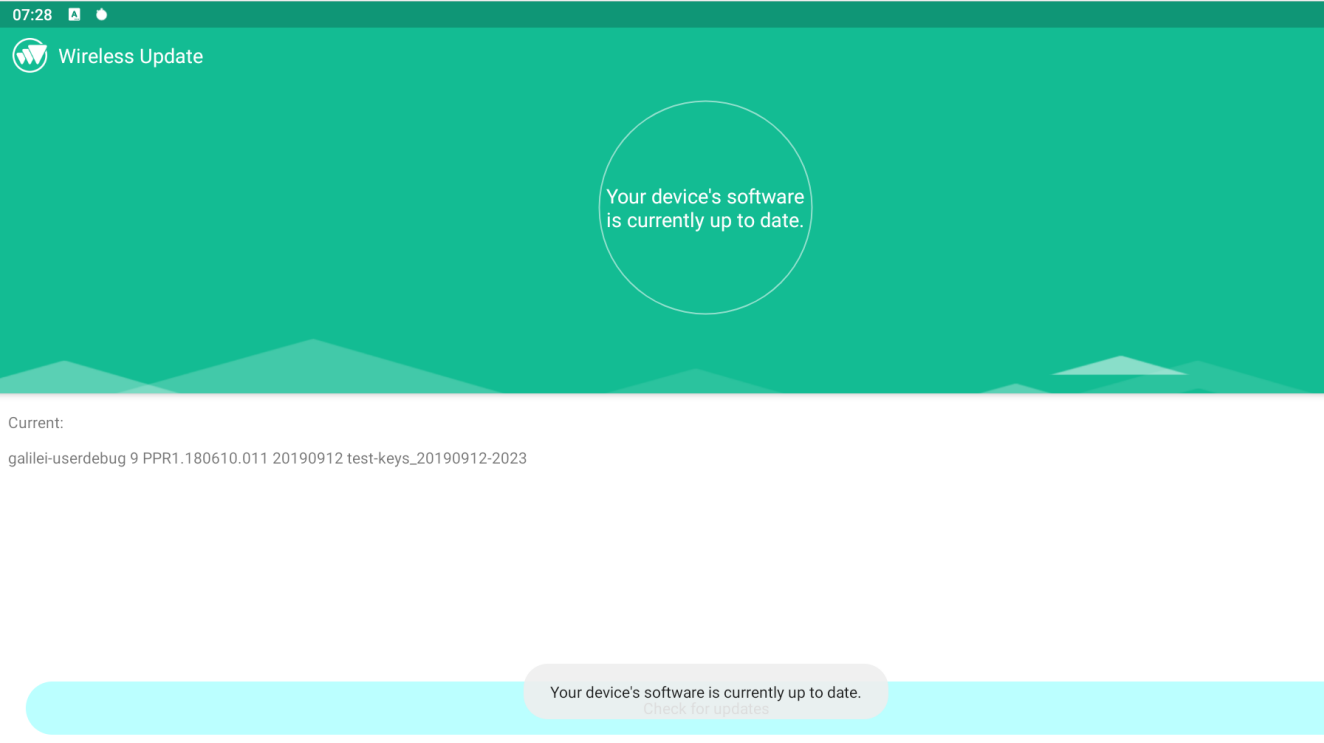 07:28
Wireless Update
Your device's software
is currently up to date.
Current:
galilei-userdebug 9 PPR1.180610.011 20190912 test-keys_20190912-2023
Your device's software is currently up to date.
Check for updates